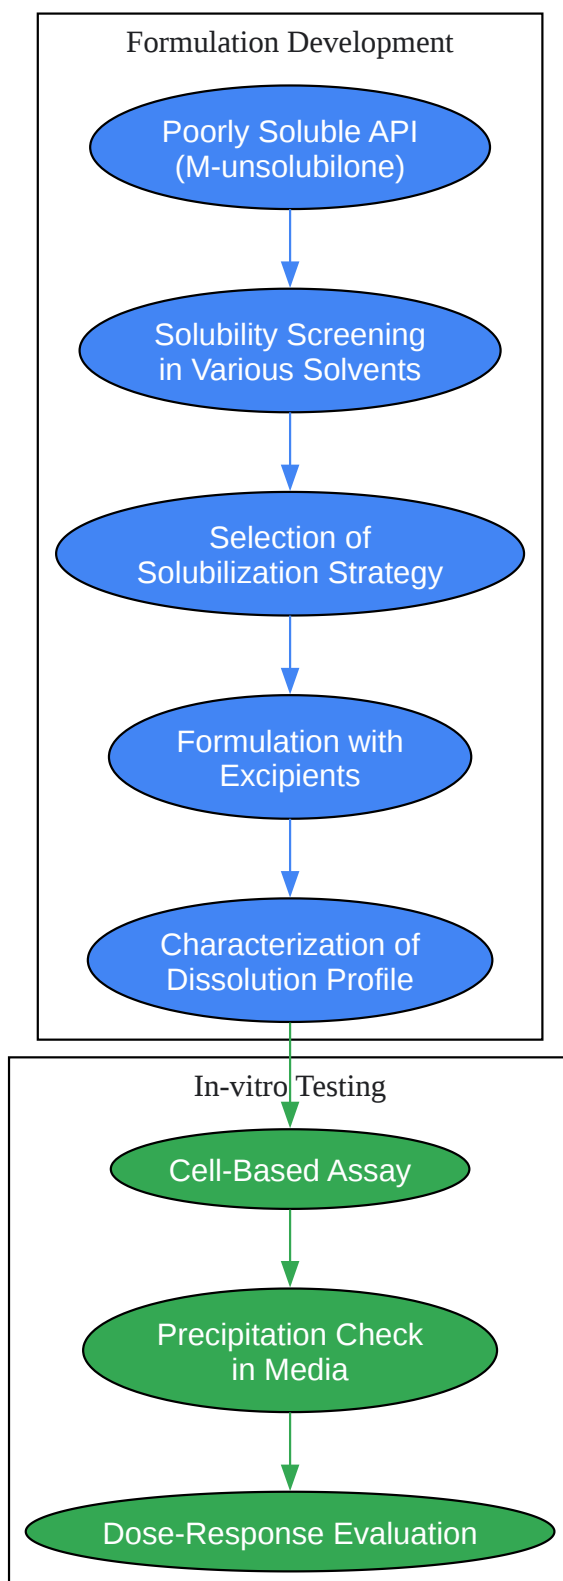 Formulation Development
Poorly Soluble API
(M-unsolubilone)
Solubility Screening
in Various Solvents
Selection of
Solubilization Strategy
Formulation with
Excipients
Characterization of
Dissolution Profile
In-vitro Testing
Cell-Based Assay
Precipitation Check
in Media
Dose-Response Evaluation